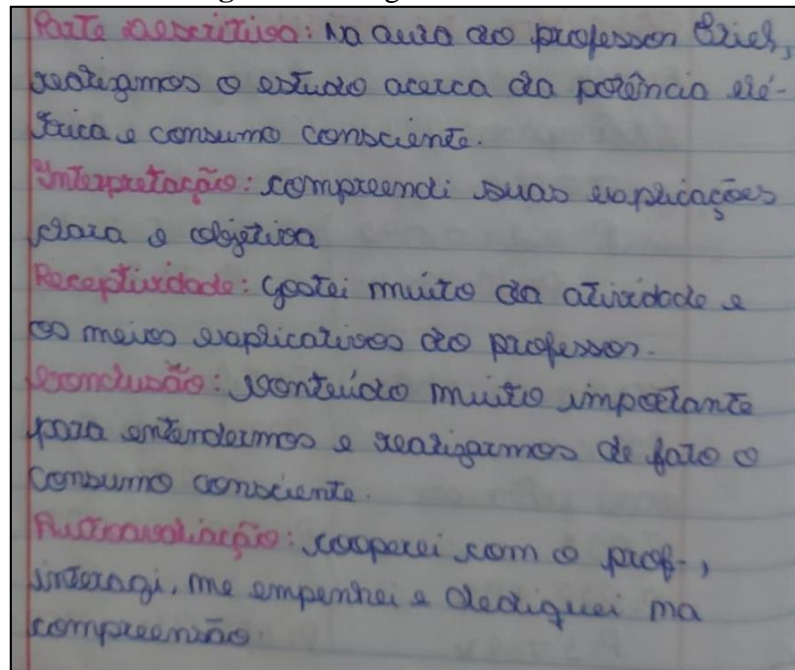 Parte descritiva: Na aula do professor Erick,
realizamos o estudo acerca da potência elé-
trica e consumo consciente.
Interpretação: compreendi suas explicações
clara e objetiva
Receptividade: Gostei muito da atividade e
os meios explicativos do professor.
Conclusão: conteúdo muito importante
para entendermos e realizarmos de fato o
consumo consciente.
Autoavaliação: cooperei com o prof-,
interagi, me empenhei e dediquei na
compreensão.